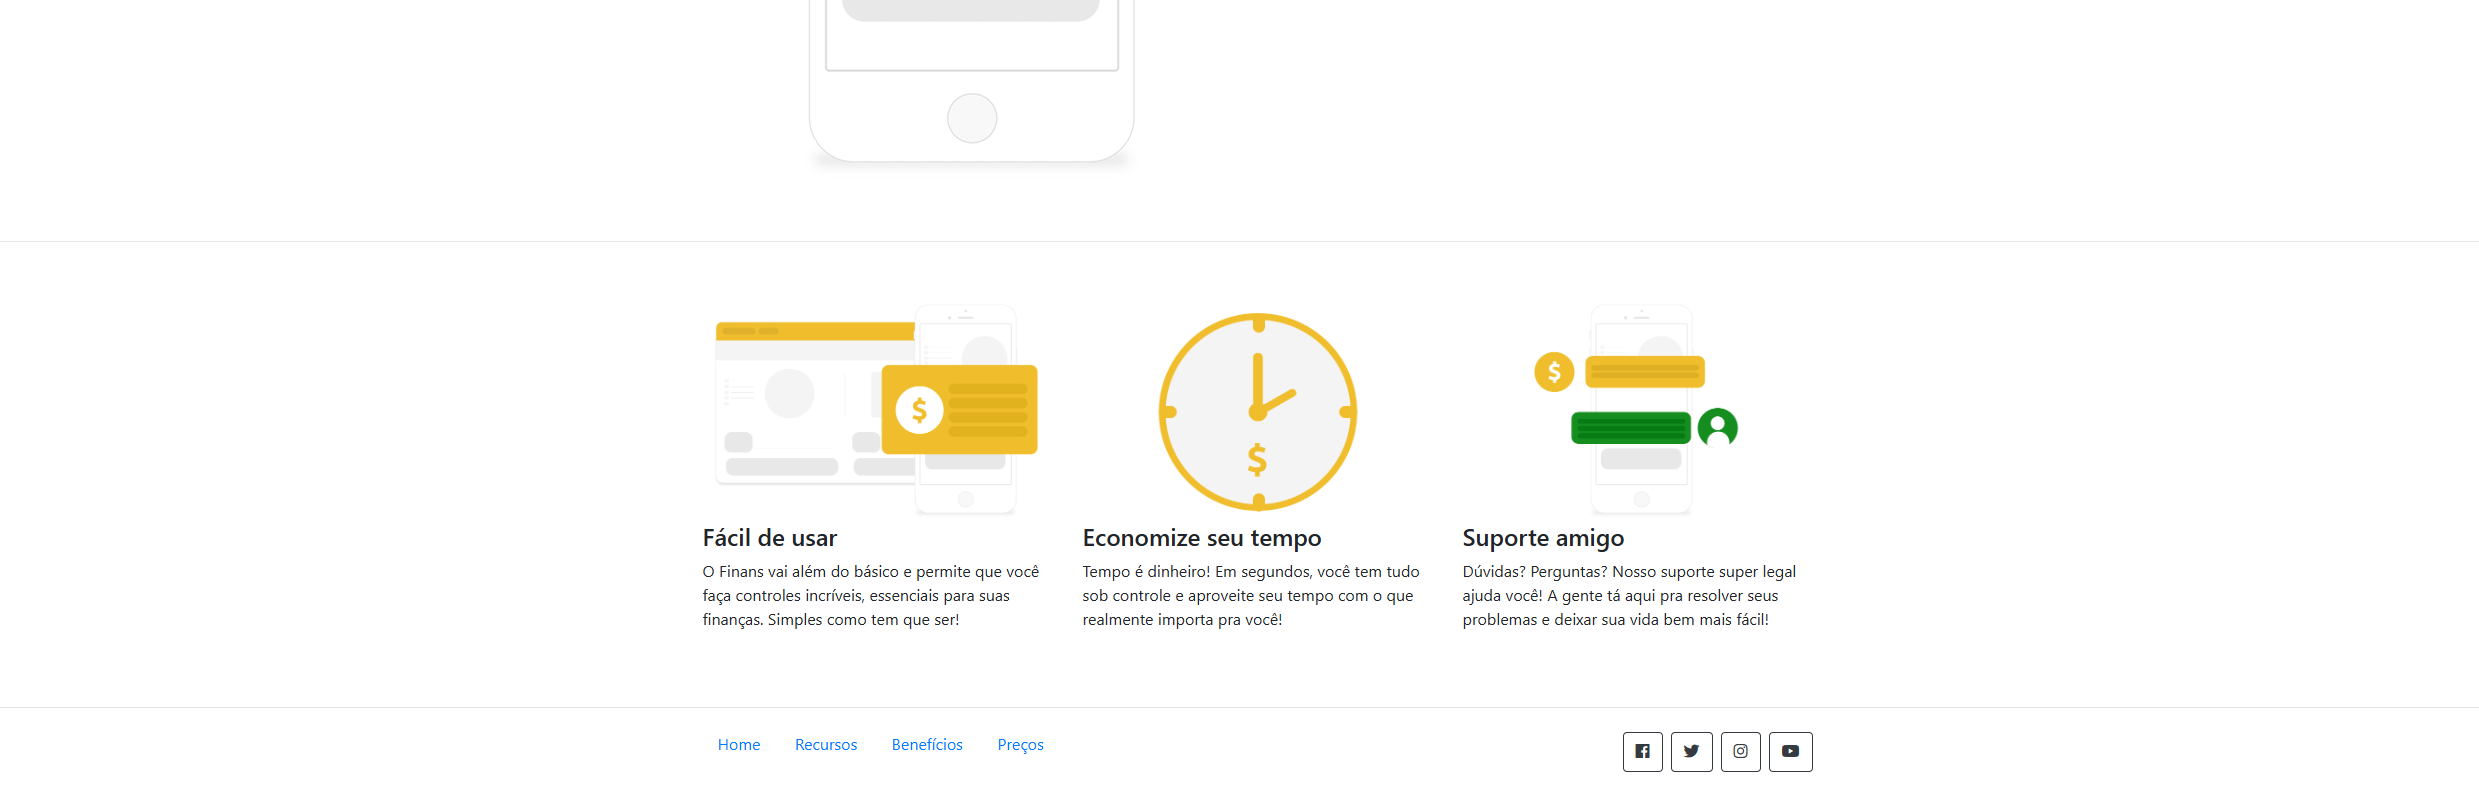 $
$
$
Fácil de usar
O Finans vai além do básico e permite que você
faça controles incríveis, essenciais para suas
finanças. Simples como tem que ser!
Economize seu tempo
Tempo é dinheiro! Em segundos, você tem tudo
sob controle e aproveite seu tempo com o que
realmente importa pra você!
Suporte amigo
Dúvidas? Perguntas? Nosso suporte super legal
ajuda você! A gente tá aqui pra resolver seus
problemas e deixar sua vida bem mais fácil!
Home Recursos Benefícios Preços